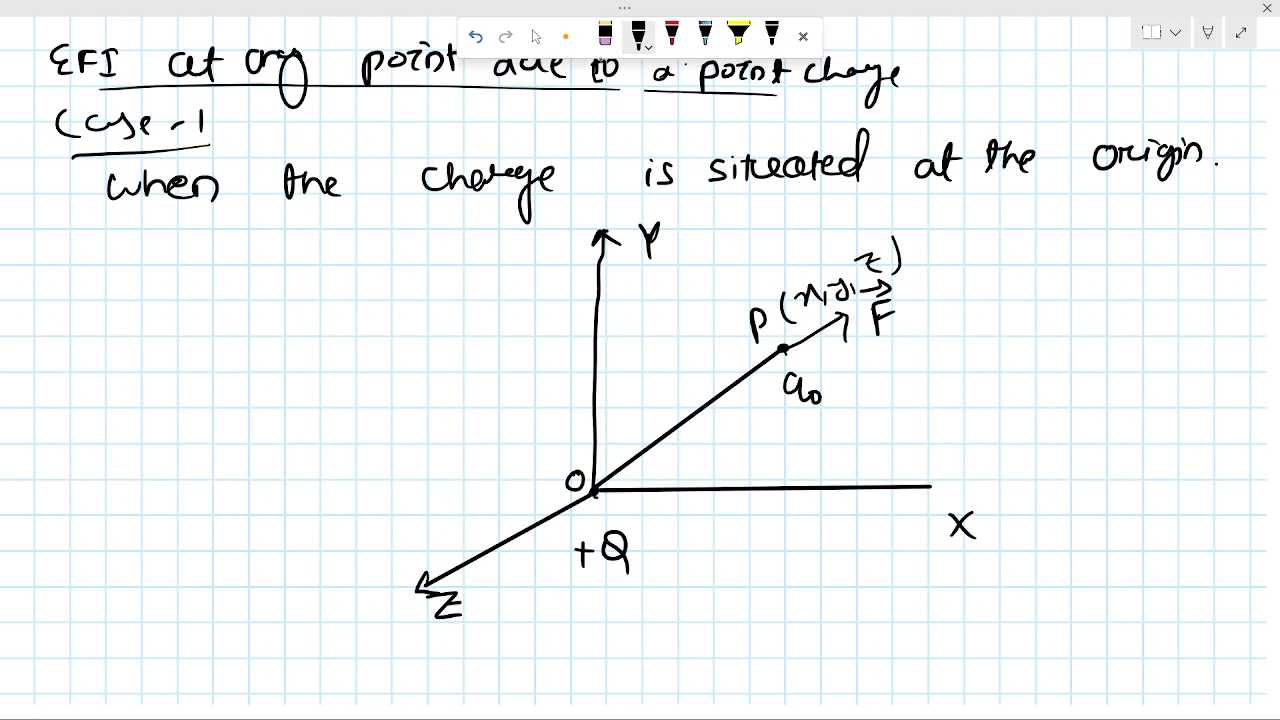 EFI at any point due to a point charge
Case-1
when the charge is situated at the origin.
Y
P(x, y, z)
F
q0
O
+Q
X
Z